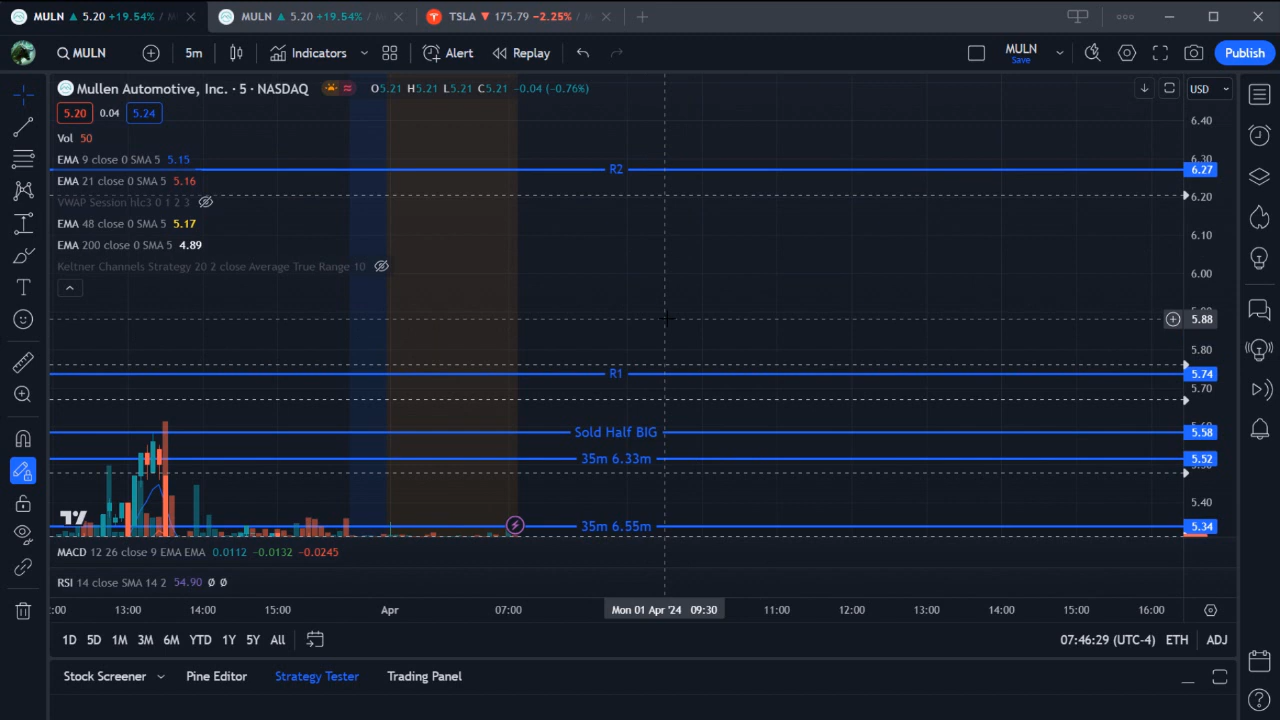 MULN ▲ 5.20 +19.54% / M
MULN ▲ 5.20 +19.54% / M
TSLA ▼ 175.79 −2.25% / M
MULN
5m
Indicators
Alert
Replay
MULN
Save
Publish
Mullen Automotive, Inc. · 5 · NASDAQ
O5.21 H5.21 L5.21 C5.21 −0.04 (−0.76%)
USD
5.20 0.04 5.24
Vol 50
EMA 9 close 0 SMA 5 5.15
EMA 21 close 0 SMA 5 5.16
VWAP Session hlc3 0 1 2 3
EMA 48 close 0 SMA 5 5.17
EMA 200 close 0 SMA 5 4.89
Keltner Channels Strategy 20 2 close Average True Range 10
6.40
6.30
R2 6.27
6.20
6.10
6.00
5.88
5.80
R1 5.74
5.70
Sold Half BIG 5.58
35m 6.33m 5.52
5.40
35m 6.55m 5.34
MACD 12 26 close 9 EMA EMA 0.0112 −0.0132 −0.0245
RSI 14 close SMA 14 2 54.90 Ø Ø
:00 13:00 14:00 15:00 Apr 07:00 Mon 01 Apr '24 09:30 11:00 12:00 13:00 14:00 15:00 16:00
1D 5D 1M 3M 6M YTD 1Y 5Y All
07:46:29 (UTC-4) ETH ADJ
Stock Screener Pine Editor Strategy Tester Trading Panel